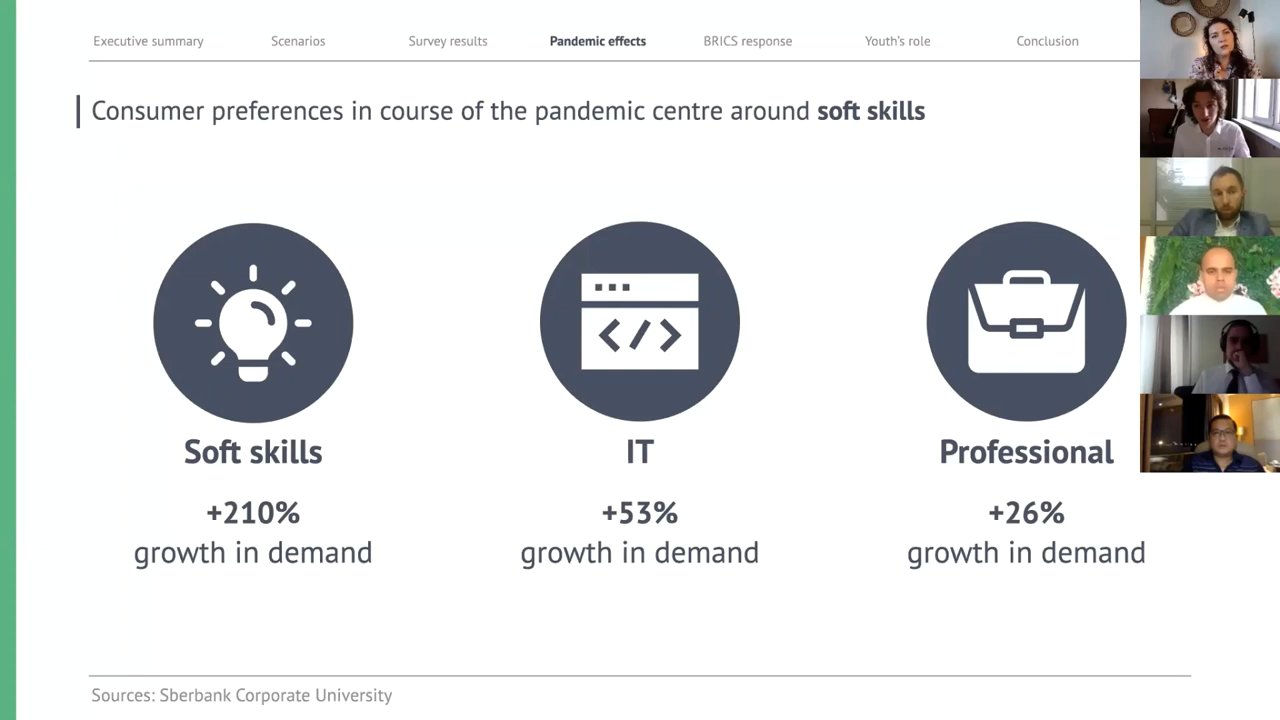 Executive summary Scenarios Survey results Pandemic effects BRICS response Youth's role Conclusion
Consumer preferences in course of the pandemic centre around soft skills
Soft skills IT Professional
+210% +53% +26%
growth in demand growth in demand growth in demand
Sources: Sberbank Corporate University